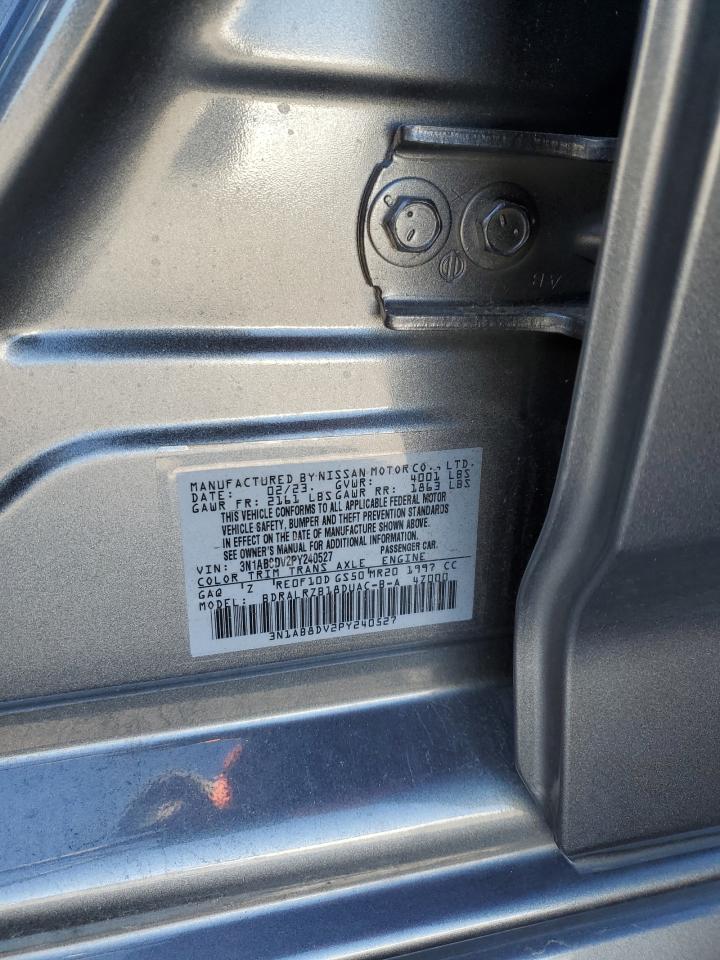 MANUFACTURED BY NISSAN MOTOR CO., LTD.
DATE: 02/23. GVWR: 4001 LBS
GAWR FR: 2161 LBS GAWR RR: 1863 LBS
THIS VEHICLE CONFORMS TO ALL APPLICABLE FEDERAL MOTOR
VEHICLE SAFETY, BUMPER AND THEFT PREVENTION STANDARDS
IN EFFECT ON THE DATE OF MANUFACTURE SHOWN ABOVE.
SEE OWNER'S MANUAL FOR ADDITIONAL INFORMATION.
VIN: 3N1AB8DV2PY240527 PASSENGER CAR.
COLOR TRIM TRANS AXLE ENGINE
GAQ 'Z 'RE0F10D GS50'MR20 1997 CC
MODEL: BDRALRZB18DUAC-B-A 47000
3N1AB8DV2PY240527
AB